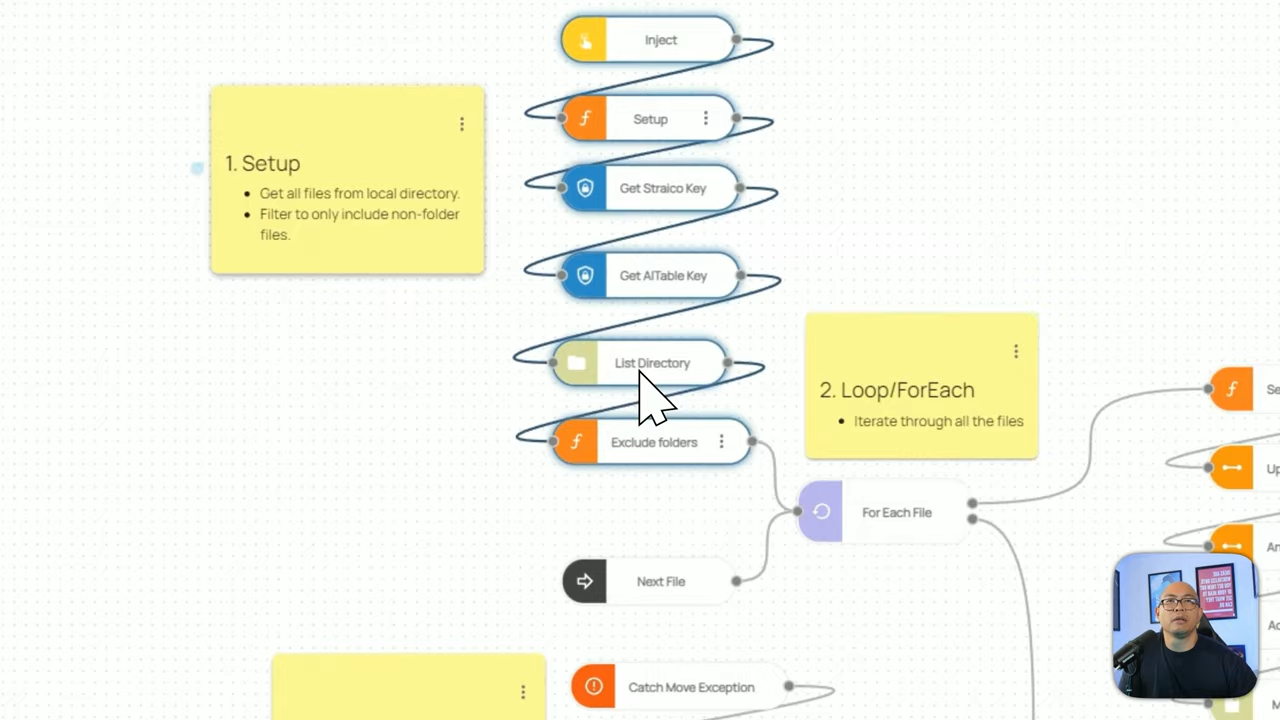 Inject
Setup
Get Straico Key
Get AITable Key
List Directory
Exclude folders
1. Setup
Get all files from local directory.
Filter to only include non-folder
files.
2. Loop/ForEach
Iterate through all the files
For Each File
Next File
Catch Move Exception